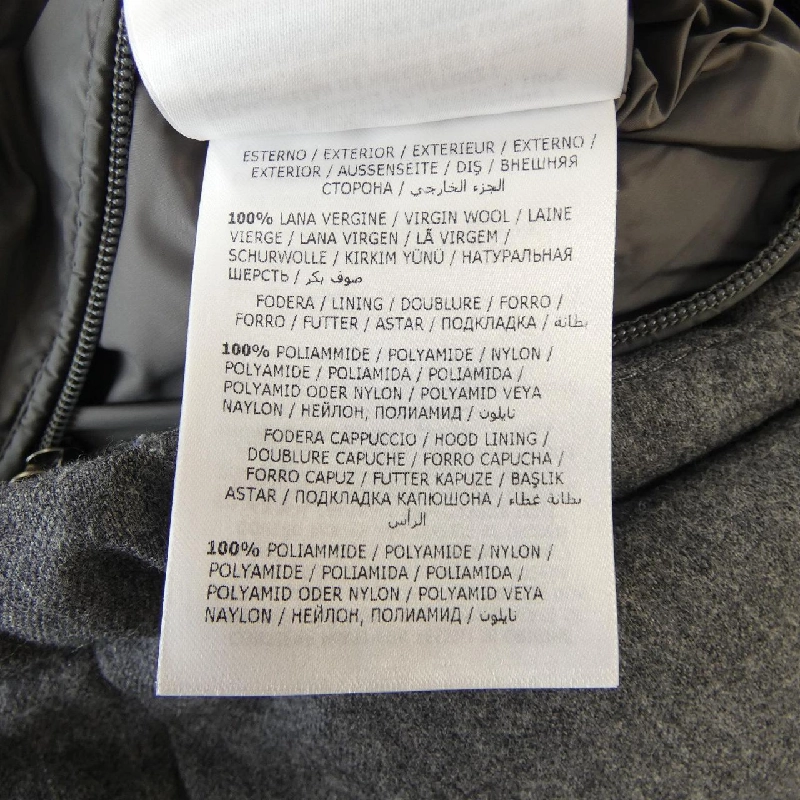 ESTERNO / EXTERIOR / EXTERIEUR / EXTERNO /
EXTERIOR / AUSSENSEITE / DIŞ / ВНЕШНЯЯ
СТОРОНА / الجزء الخارجي
100% LANA VERGINE / VIRGIN WOOL / LAINE
VIERGE / LANA VIRGEN / LÃ VIRGEM /
SCHURWOLLE / KIRKIM YÜNÜ / НАТУРАЛЬНАЯ
ШЕРСТЬ / صوف بكر
FODERA / LINING / DOUBLURE / FORRO /
FORRO / FUTTER / ASTAR / ПОДКЛАДКА / بطانة
100% POLIAMMIDE / POLYAMIDE / NYLON /
POLYAMIDE / POLIAMIDA / POLIAMIDA /
POLYAMID ODER NYLON / POLYAMID VEYA
NAYLON / НЕЙЛОН, ПОЛИАМИД / نايلون
FODERA CAPPUCCIO / HOOD LINING /
DOUBLURE CAPUCHE / FORRO CAPUCHA /
FORRO CAPUZ / FUTTER KAPUZE / BAŞLIK
ASTAR / ПОДКЛАДКА КАПЮШОНА / بطانة غطاء
الرأس
100% POLIAMMIDE / POLYAMIDE / NYLON /
POLYAMIDE / POLIAMIDA / POLIAMIDA /
POLYAMID ODER NYLON / POLYAMID VEYA
NAYLON / НЕЙЛОН, ПОЛИАМИД / نايلون